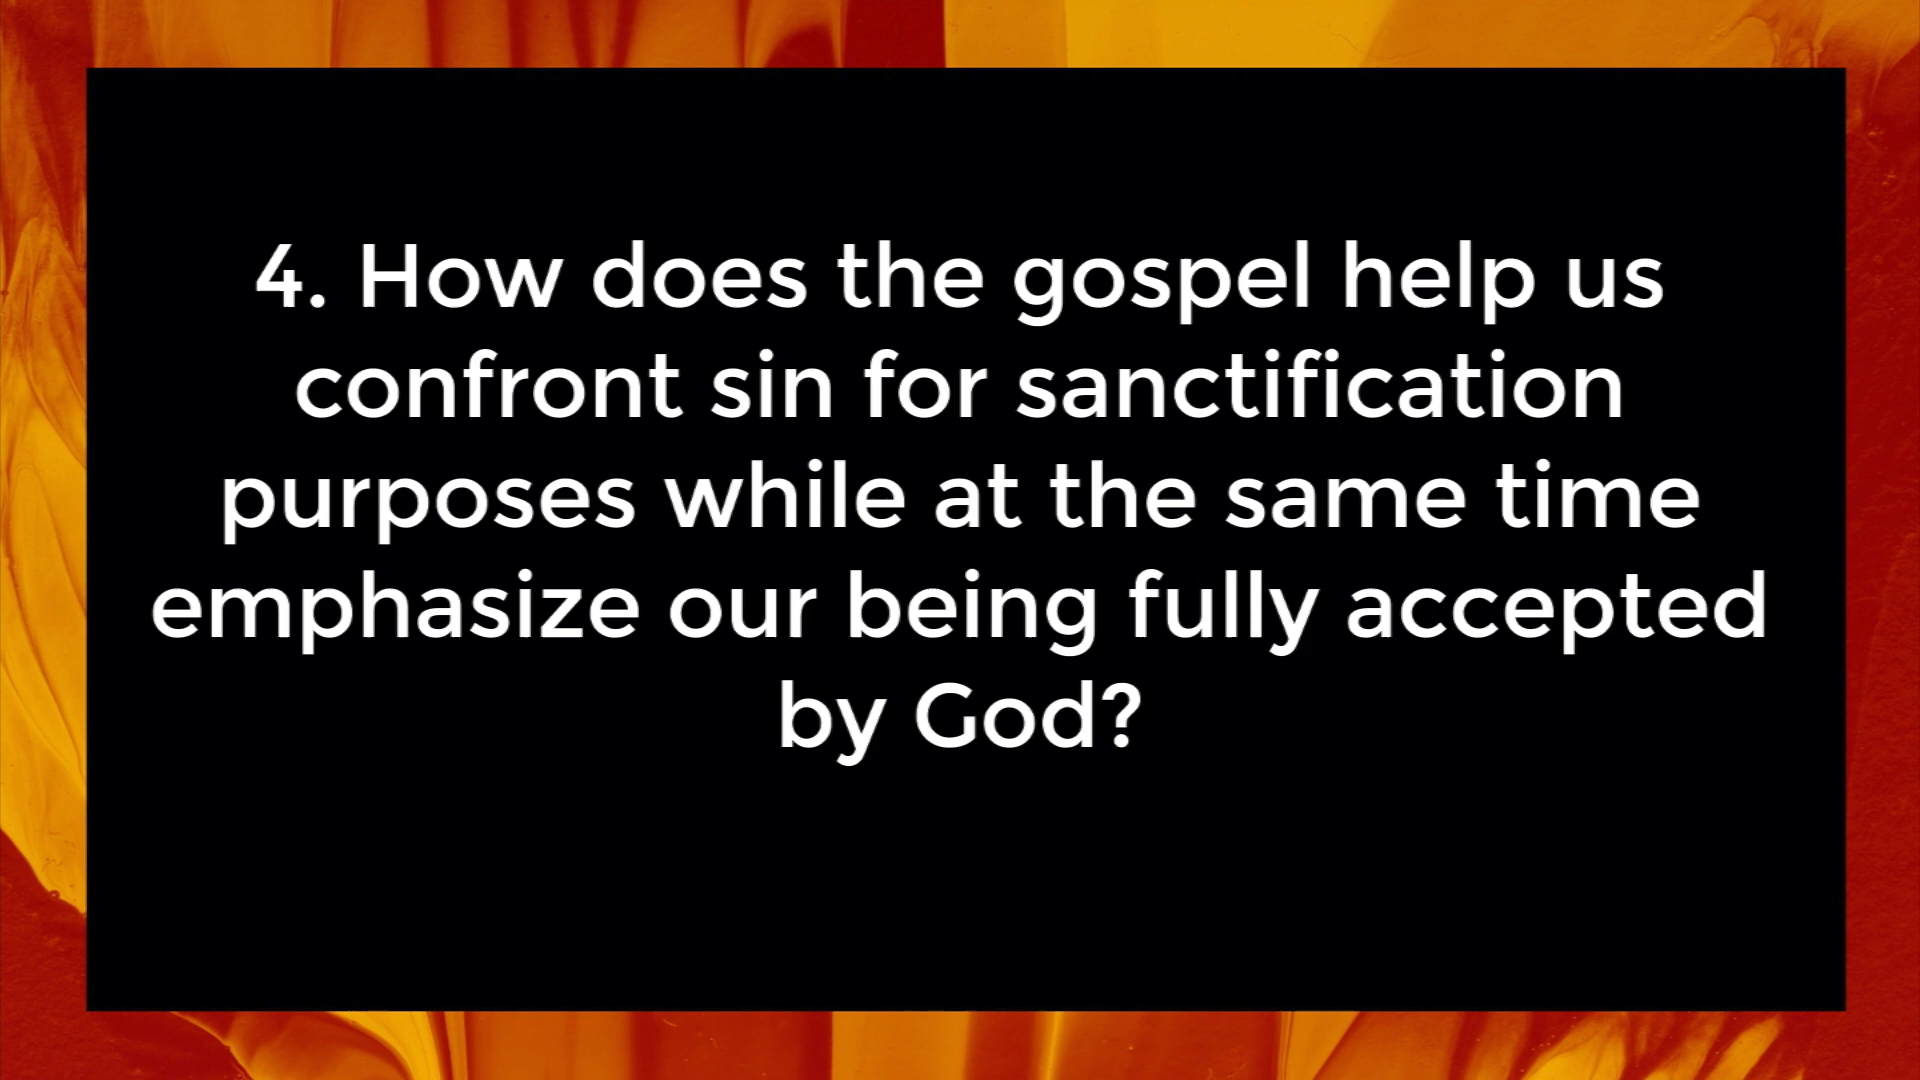 4. How does the gospel help us
confront sin for sanctification
purposes while at the same time
emphasize our being fully accepted
by God?